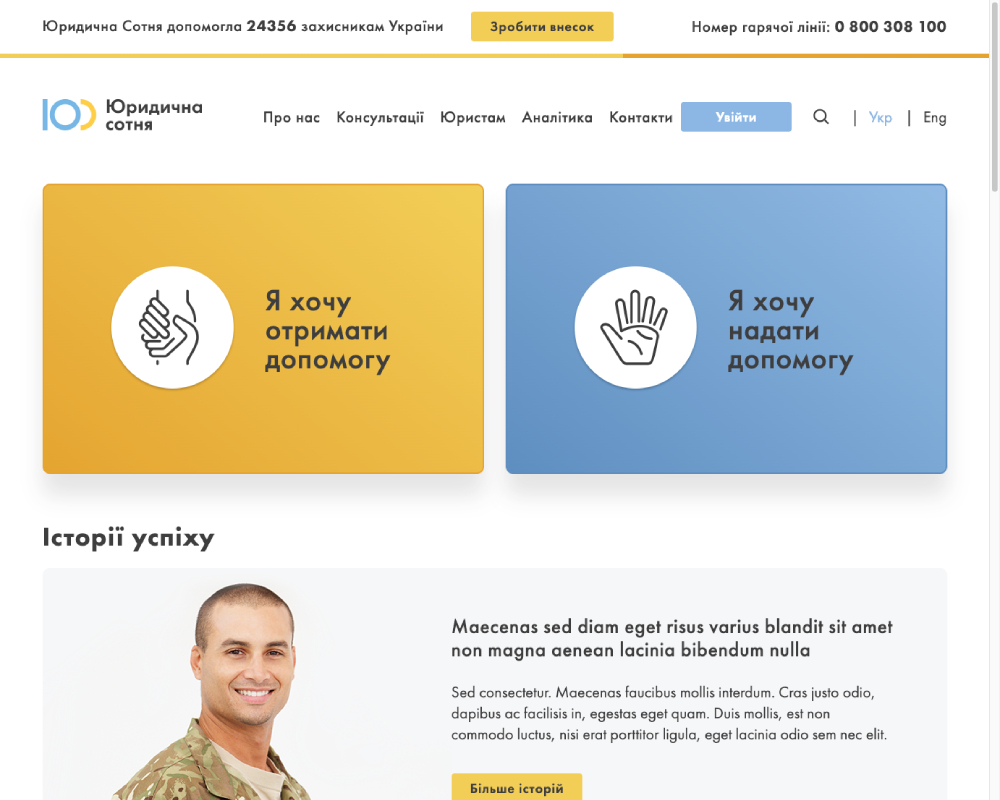 Юридична Сотня допомогла 24356 захисникам України
Зробити внесок
Номер гарячої лінії: 0 800 308 100
Юридична
сотня
Про нас
Консультації
Юристам
Аналітика
Контакти
Увійти
| Укр | Eng
Я хочу
отримати
допомогу
Я хочу
надати
допомогу
Історії успіху
Maecenas sed diam eget risus varius blandit sit amet
non magna aenean lacinia bibendum nulla
Sed consectetur. Maecenas faucibus mollis interdum. Cras justo odio,
dapibus ac facilisis in, egestas eget quam. Duis mollis, est non
commodo luctus, nisi erat porttitor ligula, eget lacinia odio sem nec elit.
Більше історій